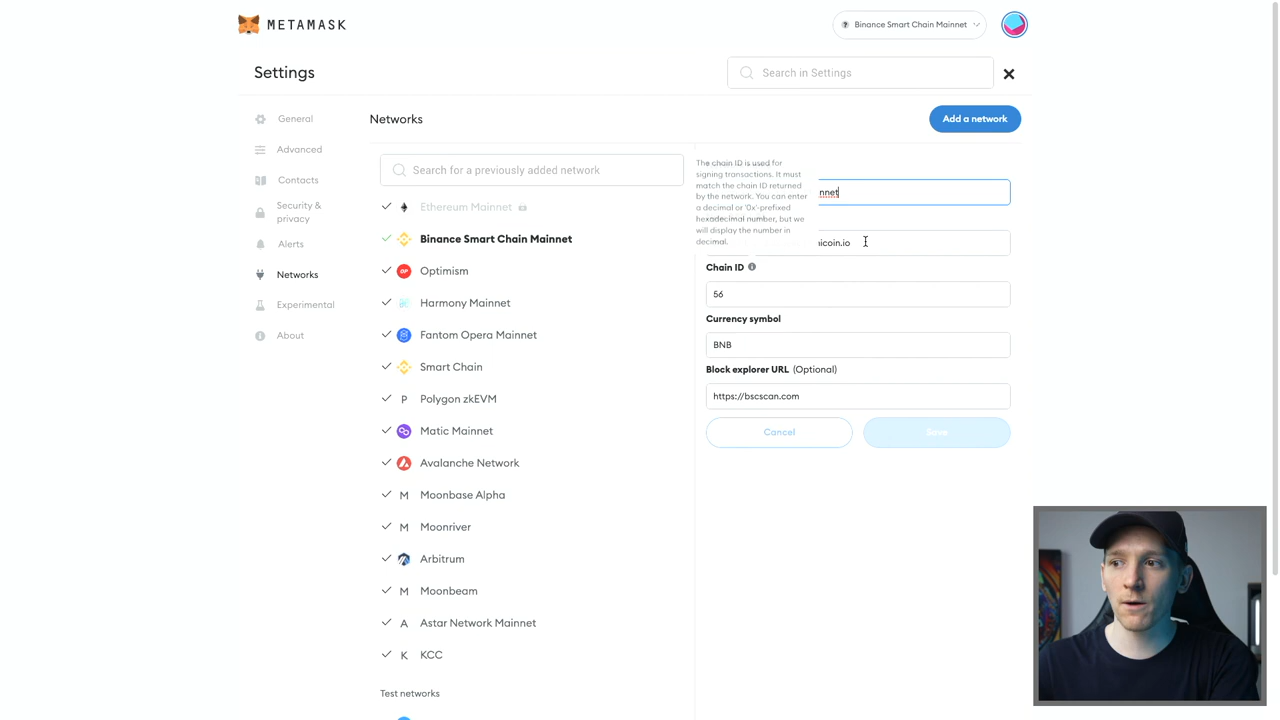 METAMASK
Binance Smart Chain Mainnet
Settings
Search in Settings
General
Advanced
Contacts
Security &
privacy
Alerts
Networks
Experimental
About
Networks
Add a network
Search for a previously added network
Ethereum Mainnet
Binance Smart Chain Mainnet
Optimism
Harmony Mainnet
Fantom Opera Mainnet
Smart Chain
P Polygon zkEVM
Matic Mainnet
Avalanche Network
M Moonbase Alpha
M Moonriver
Arbitrum
M Moonbeam
A Astar Network Mainnet
K KCC
Test networks
The chain ID is used for
signing transactions. It must
match the chain ID returned
by the network. You can enter
a decimal or '0x'-prefixed
hexadecimal number, but we
will display the number in
decimal.
nnet
nicoin.io
Chain ID
56
Currency symbol
BNB
Block explorer URL (Optional)
https://bscscan.com
Cancel
Save